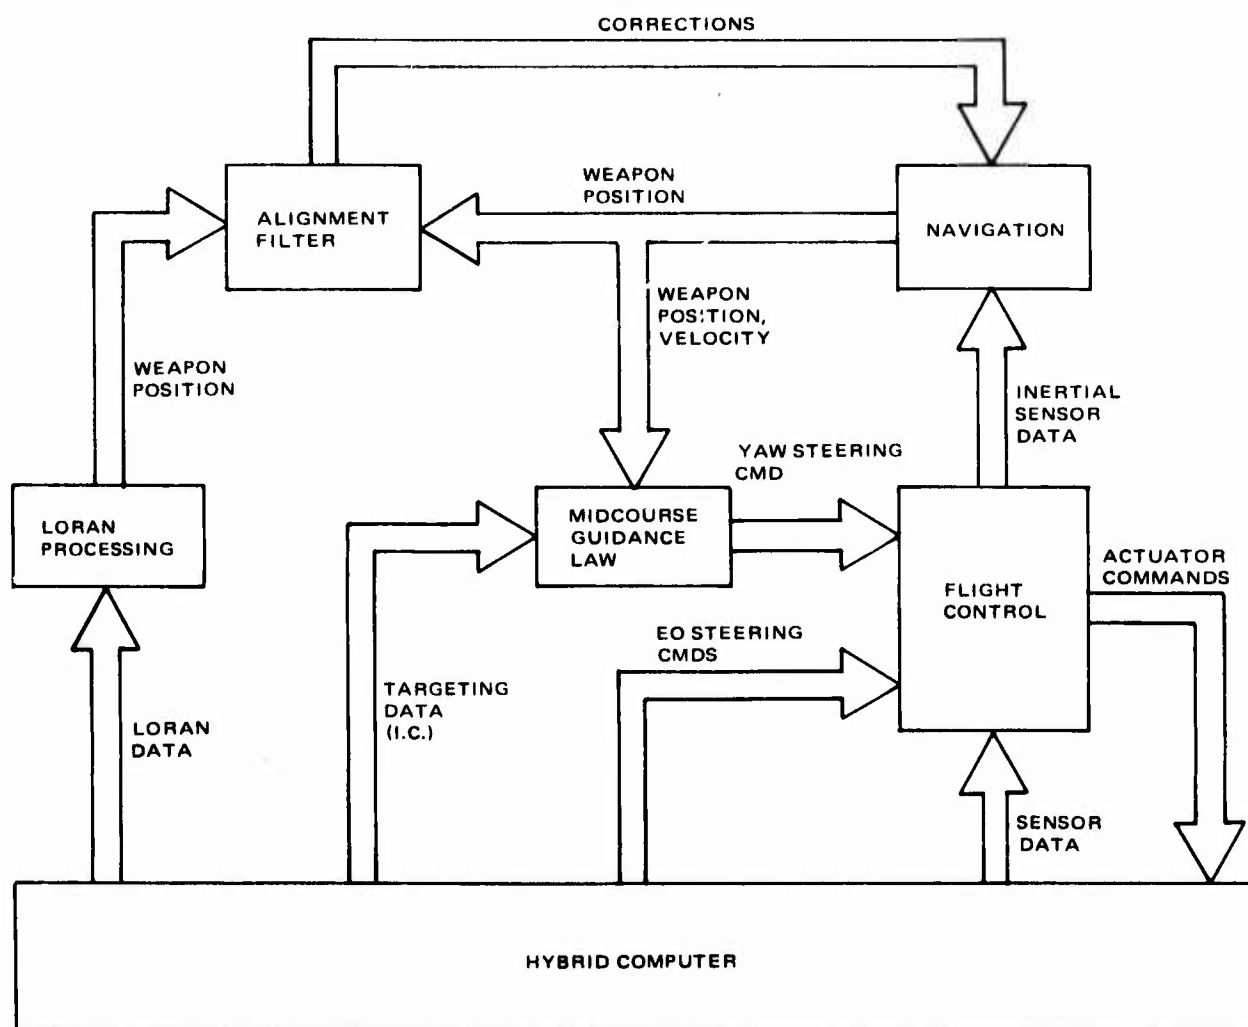 CORRECTIONS
WEAPON
POSITION
ALIGNMENT
FILTER
NAVIGATION
WEAPON
POSITION,
VELOCITY
WEAPON
POSITION
INERTIAL
SENSOR
DATA
YAW STEERING
CMD
LORAN
PROCESSING
MIDCOURSE
GUIDANCE
LAW
ACTUATOR
COMMANDS
FLIGHT
CONTROL
EO STEERING
CMDS
TARGETING
DATA
(I.C.)
LORAN
DATA
SENSOR
DATA
HYBRID COMPUTER